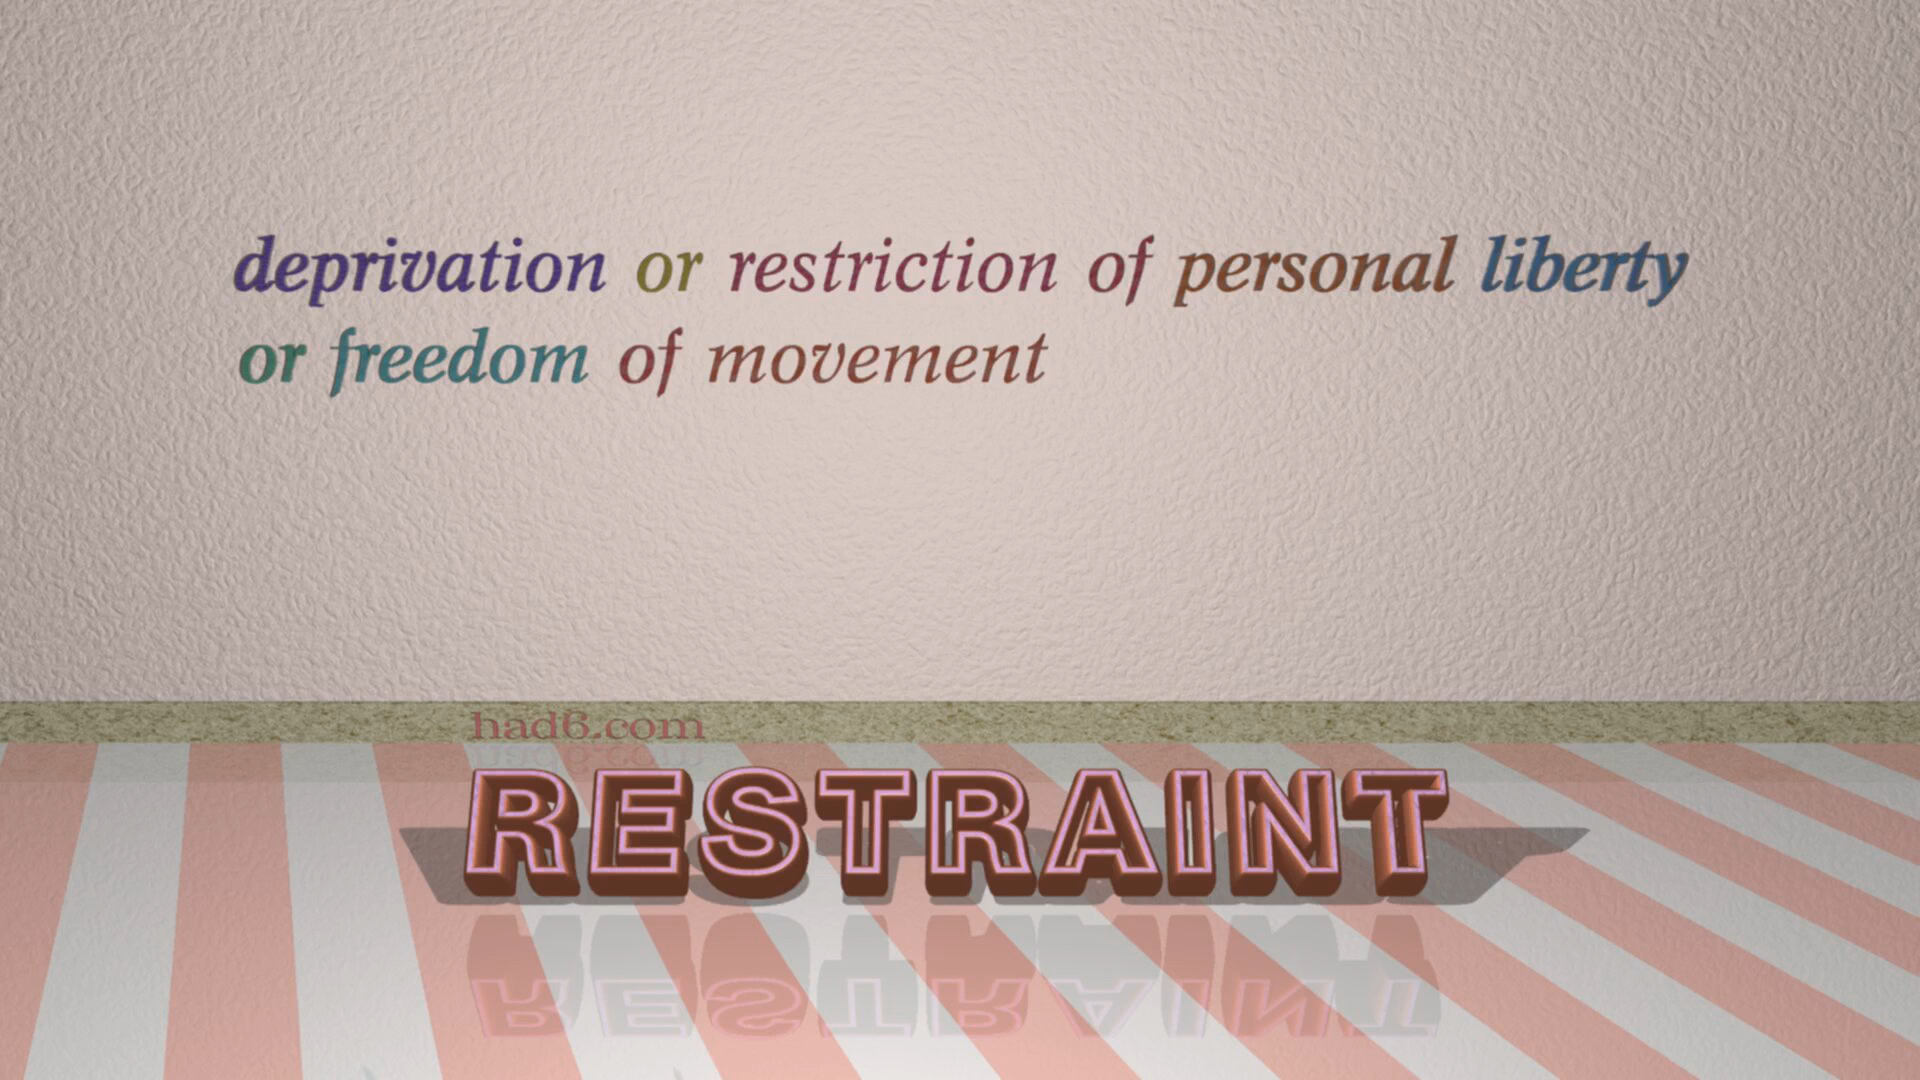 deprivation or restriction of personal liberty
or freedom of movement
had6.com
RESTRAINT